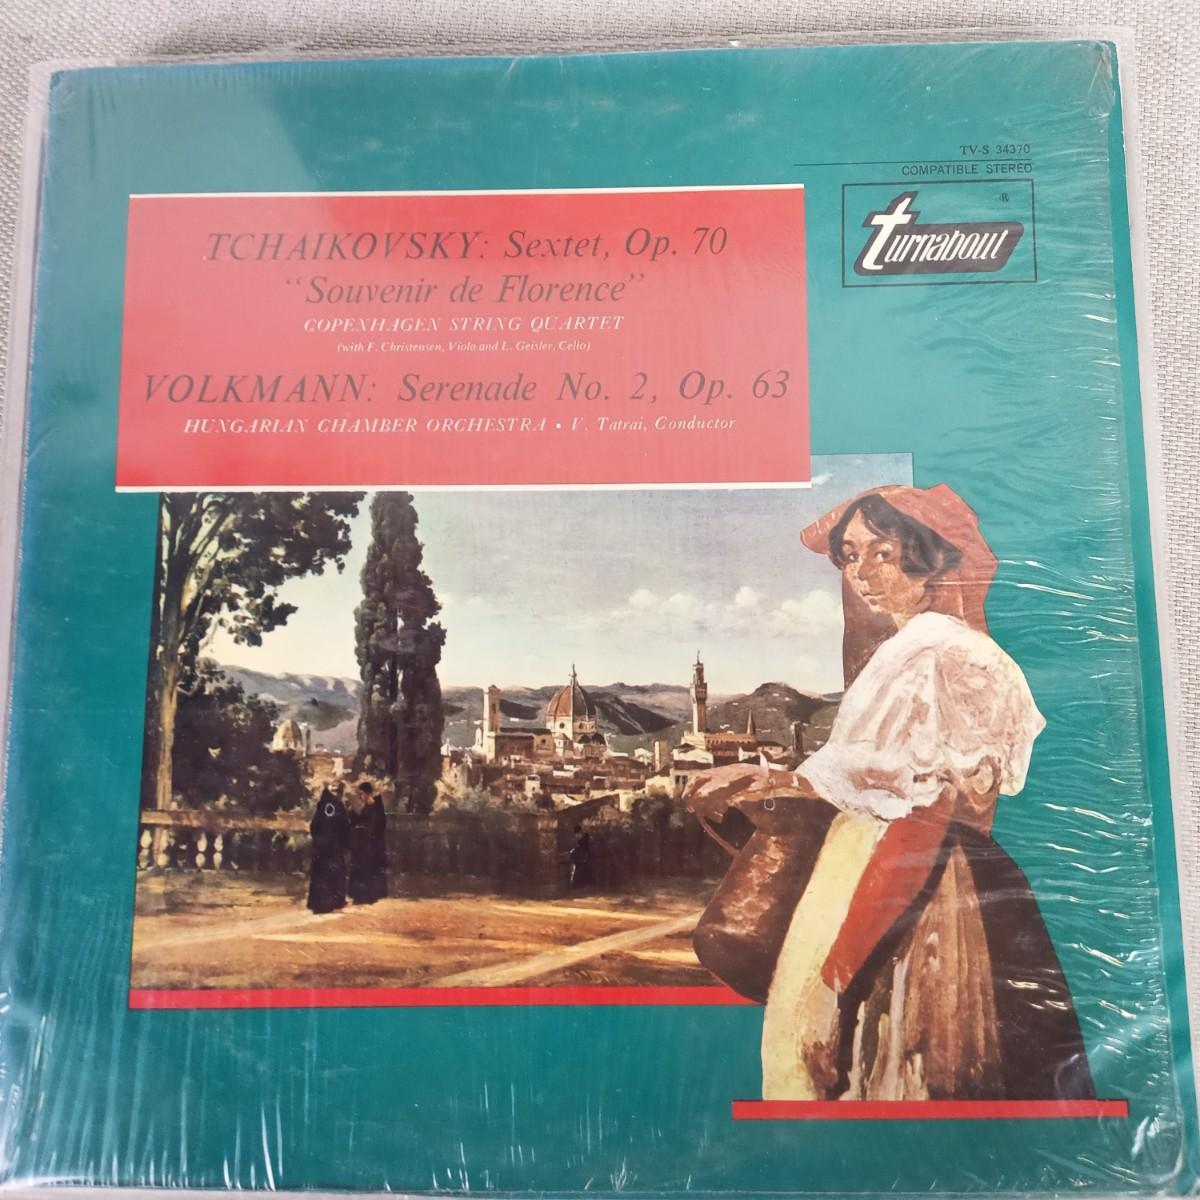 TV-S 34370
COMPATIBLE STEREO
®
turnabout
TCHAIKOVSKY: Sextet, Op. 70
"Souvenir de Florence"
COPENHAGEN STRING QUARTET
(with F. Christensen, Viola and L. Geisler, Cello)
VOLKMANN: Serenade No. 2, Op. 63
HUNGARIAN CHAMBER ORCHESTRA • V. Tatrai, Conductor